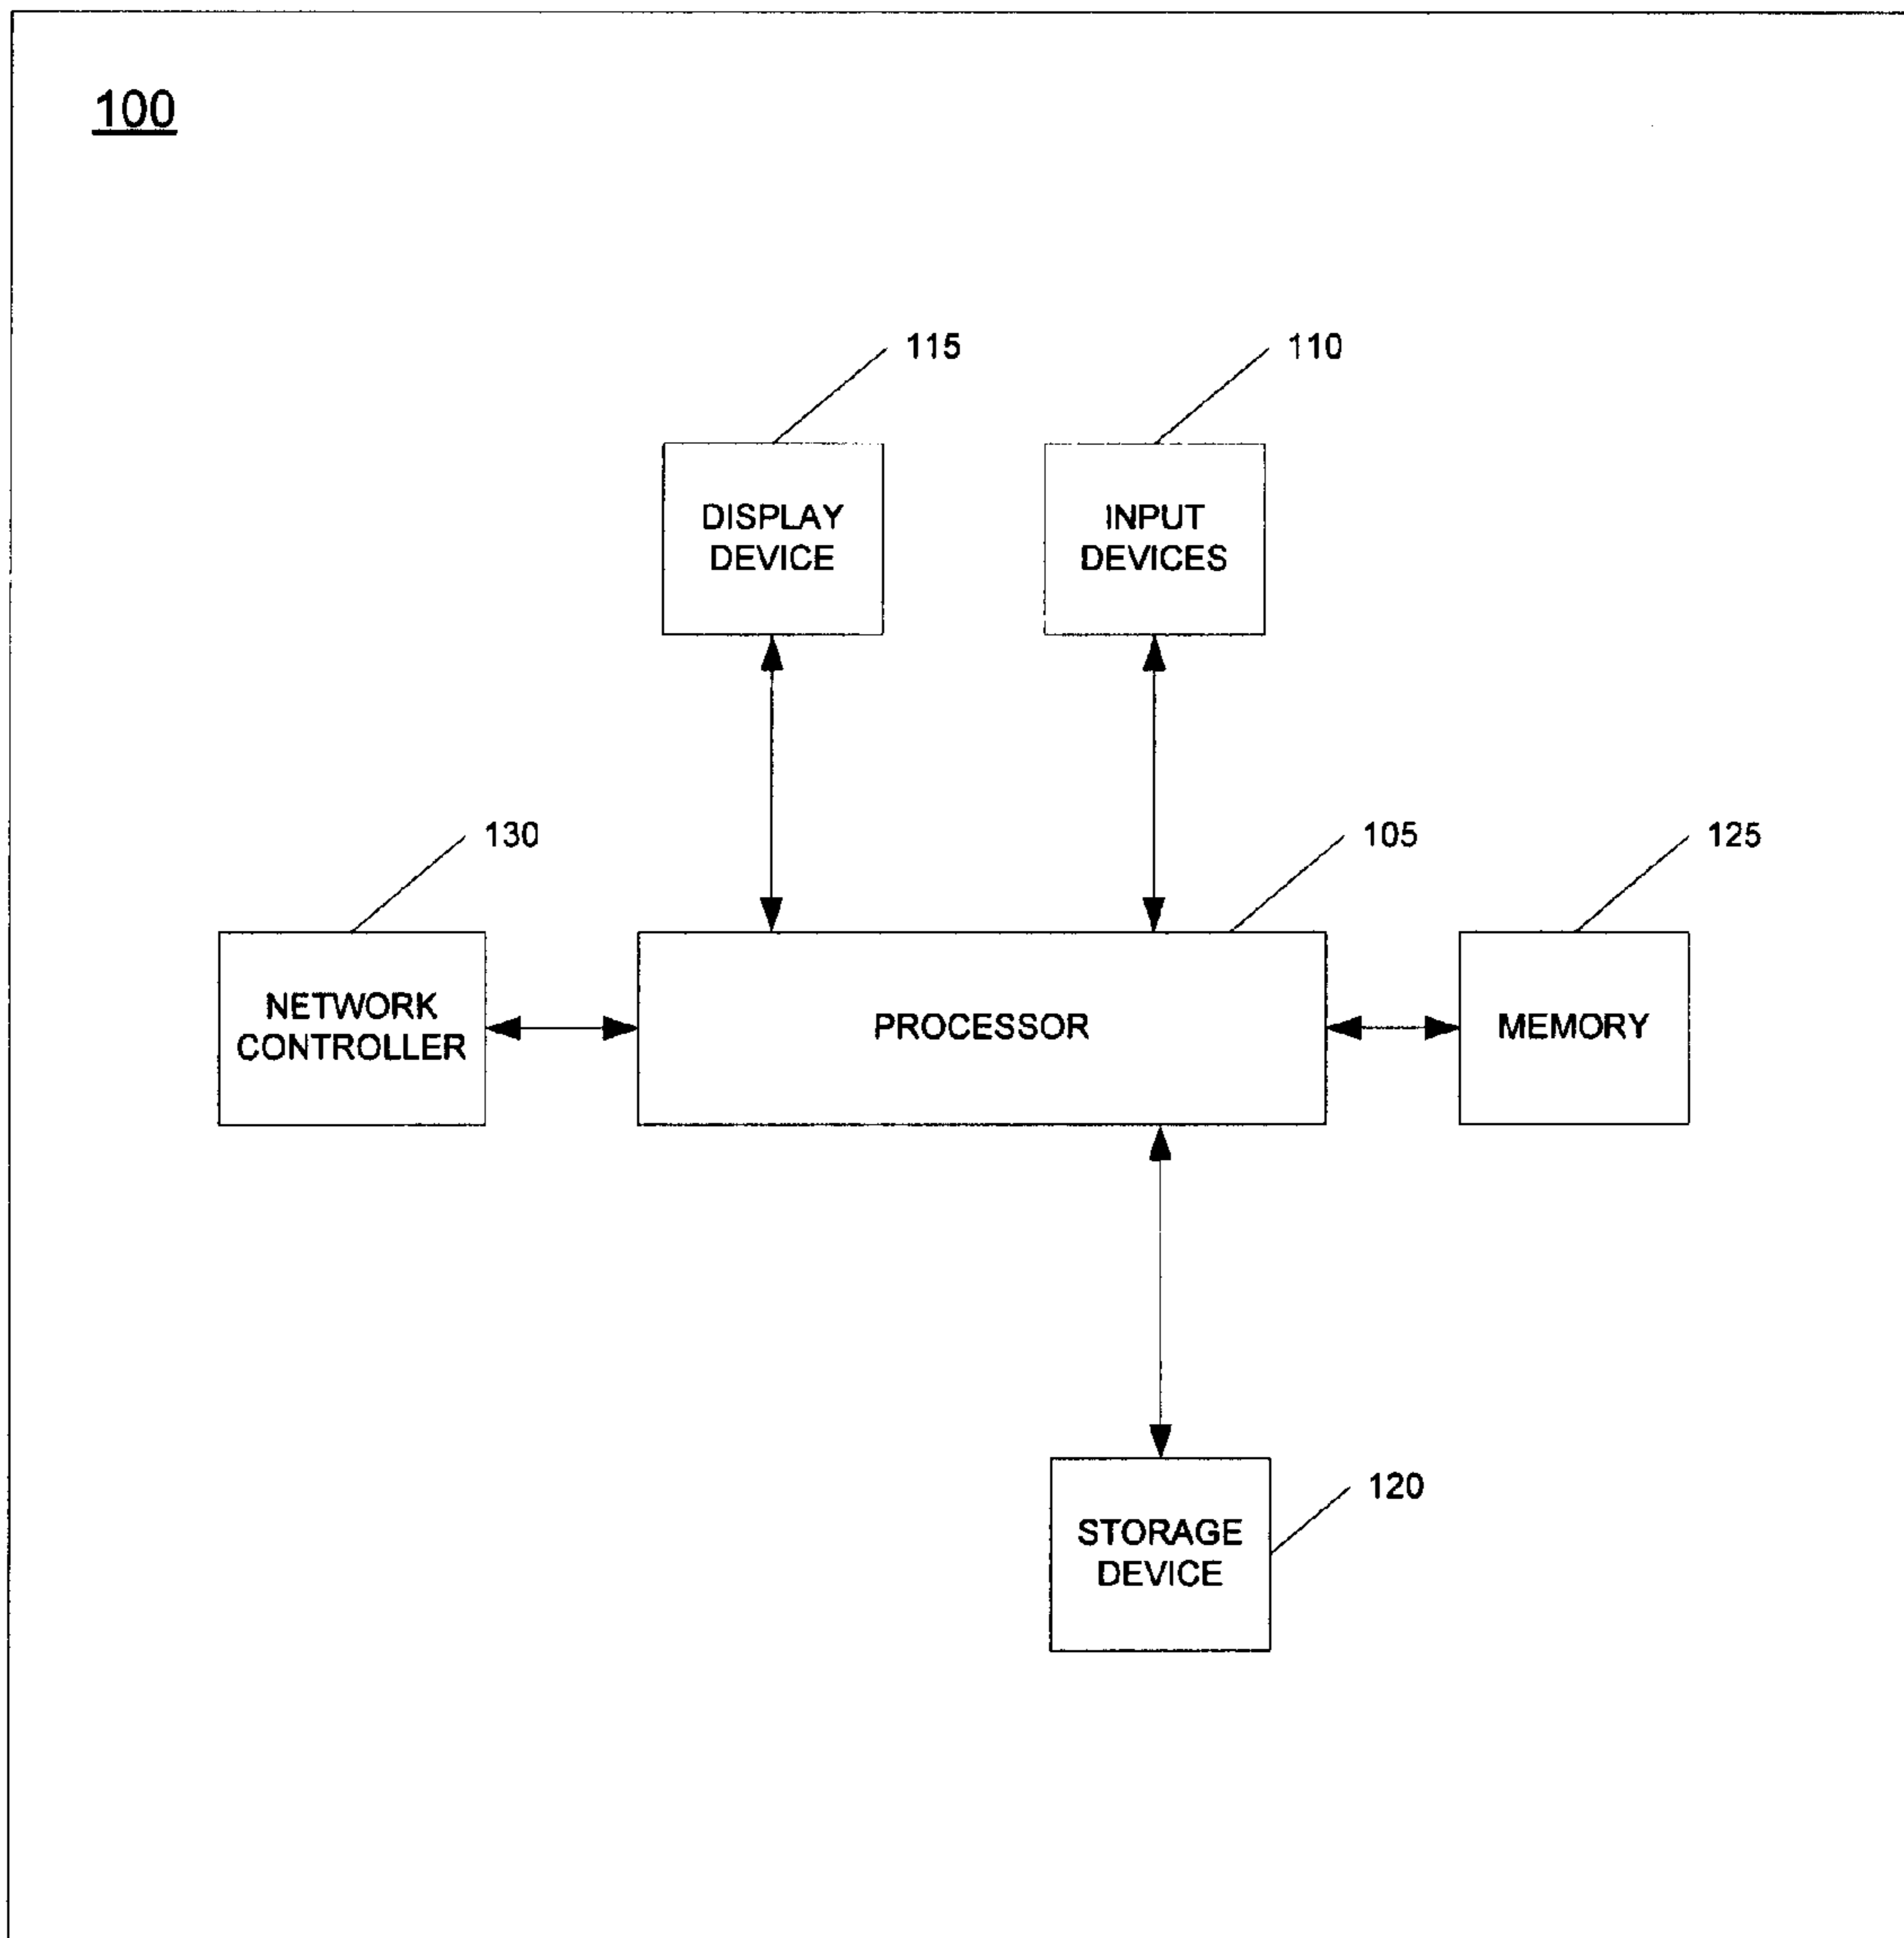 100
115
110
DISPLAY
DEVICE
INPUT
DEVICES
130
105
125
NETWORK
CONTROLLER
PROCESSOR
MEMORY
120
STORAGE
DEVICE